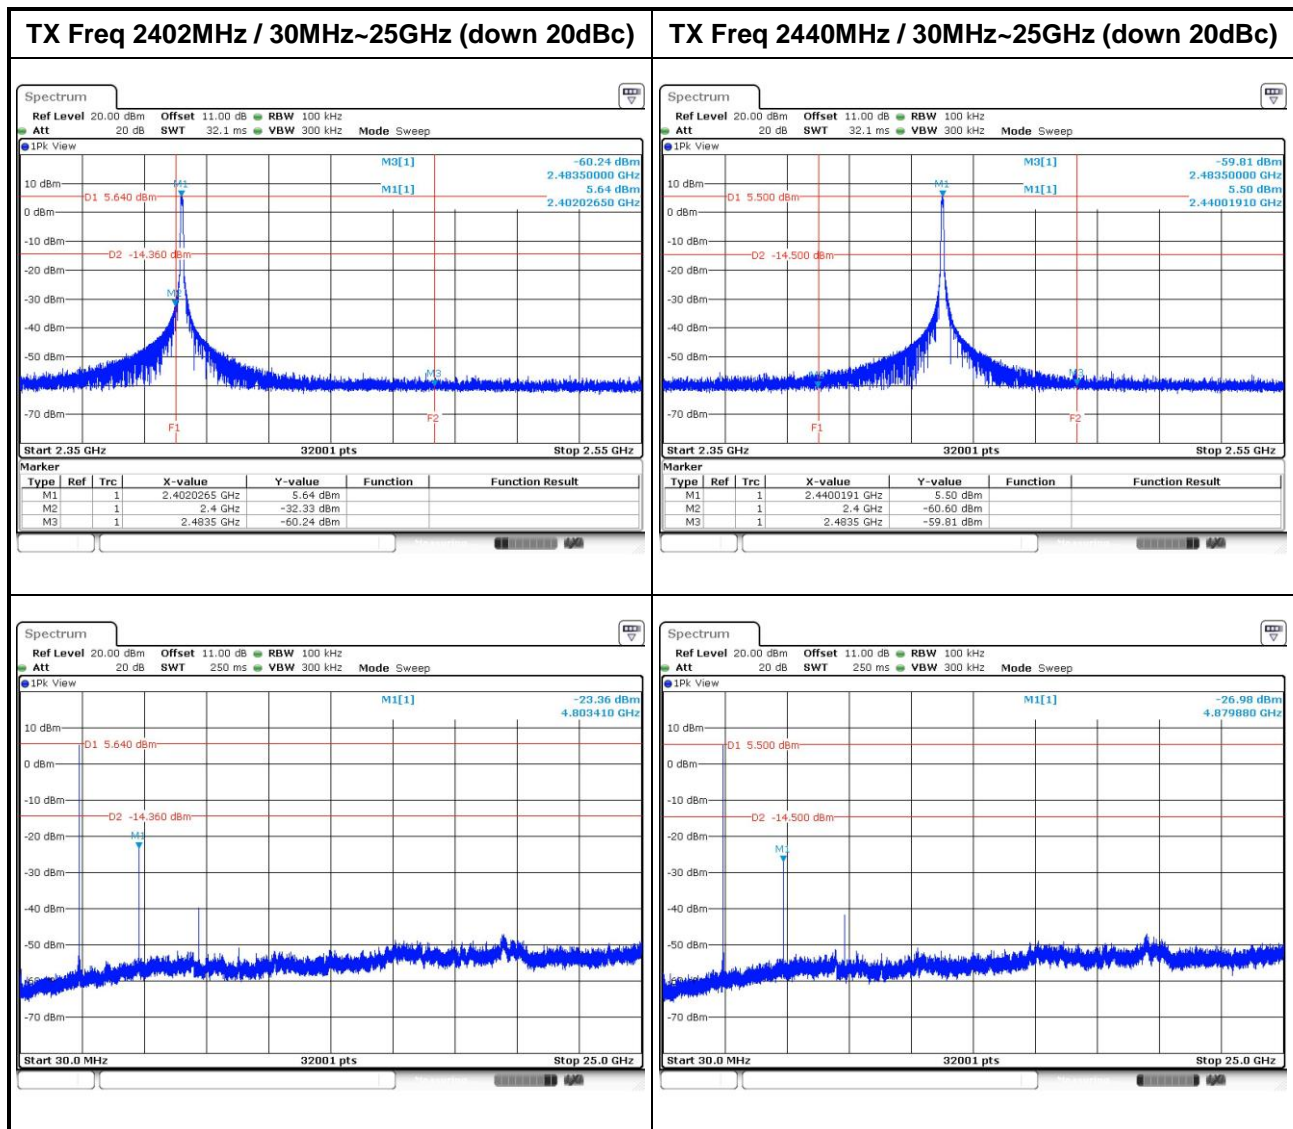 TX Freq 2402MHz / 30MHz~25GHz (down 20dBc)
TX Freq 2440MHz / 30MHz~25GHz (down 20dBc)
Spectrum
Ref Level 20.00 dBm Offset 11.00 dB RBW 100 kHz
Att 20 dB SWT 32.1 ms VBW 300 kHz Mode Sweep
1Pk View
M3[1] -60.24 dBm
2.48350000 GHz
M1[1] 5.64 dBm
2.40202650 GHz
10 dBm
M1
D1 5.640 dBm
0 dBm
-10 dBm
D2 -14.360 dBm
-20 dBm
M2
-30 dBm
-40 dBm
-50 dBm
M3
-70 dBm
F1
F2
Start 2.35 GHz 32001 pts Stop 2.55 GHz
Marker
Type Ref Trc X-value Y-value Function Function Result
M1 1 2.4020265 GHz 5.64 dBm
M2 1 2.4 GHz -32.33 dBm
M3 1 2.4835 GHz -60.24 dBm
Spectrum
Ref Level 20.00 dBm Offset 11.00 dB RBW 100 kHz
Att 20 dB SWT 32.1 ms VBW 300 kHz Mode Sweep
1Pk View
M3[1] -59.81 dBm
2.48350000 GHz
M1[1] 5.50 dBm
2.44001910 GHz
10 dBm
M1
D1 5.500 dBm
0 dBm
-10 dBm
D2 -14.500 dBm
-20 dBm
-30 dBm
-40 dBm
-50 dBm
M3
-70 dBm
F1
F2
Start 2.35 GHz 32001 pts Stop 2.55 GHz
Marker
Type Ref Trc X-value Y-value Function Function Result
M1 1 2.4400191 GHz 5.50 dBm
M2 1 2.4 GHz -60.60 dBm
M3 1 2.4835 GHz -59.81 dBm
Spectrum
Ref Level 20.00 dBm Offset 11.00 dB RBW 100 kHz
Att 20 dB SWT 250 ms VBW 300 kHz Mode Sweep
1Pk View
M1[1] -23.36 dBm
4.803410 GHz
10 dBm
D1 5.640 dBm
0 dBm
-10 dBm
D2 -14.360 dBm
-20 dBm
M1
-30 dBm
-40 dBm
-50 dBm
-70 dBm
Start 30.0 MHz 32001 pts Stop 25.0 GHz
Spectrum
Ref Level 20.00 dBm Offset 11.00 dB RBW 100 kHz
Att 20 dB SWT 250 ms VBW 300 kHz Mode Sweep
1Pk View
M1[1] -26.98 dBm
4.879880 GHz
10 dBm
D1 5.500 dBm
0 dBm
-10 dBm
D2 -14.500 dBm
-20 dBm
M1
-30 dBm
-40 dBm
-50 dBm
-70 dBm
Start 30.0 MHz 32001 pts Stop 25.0 GHz